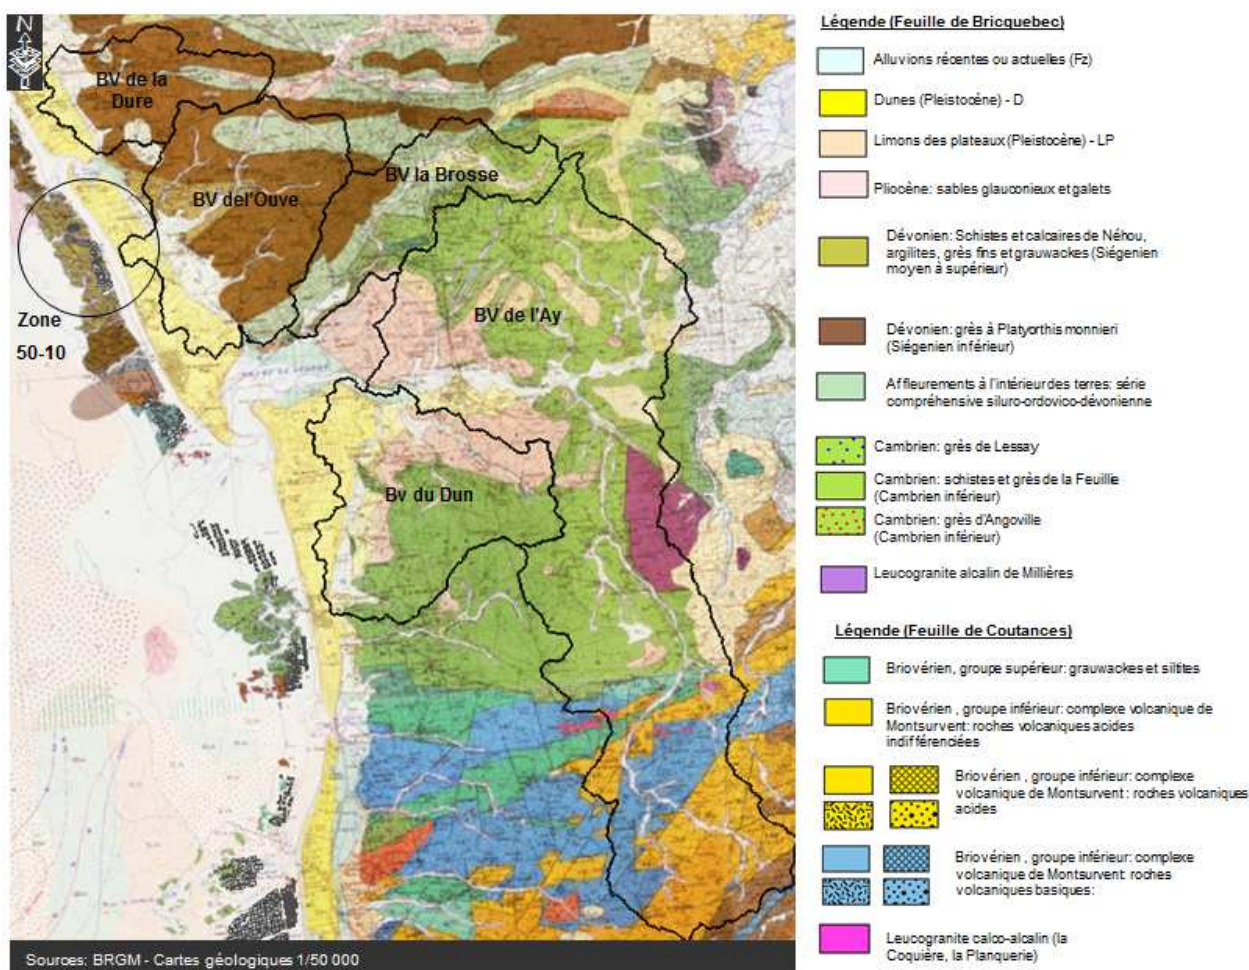 N
BV de la
Dure
BV la Brosse
BV del'Ouve
Zone
50-10
BV de l'Ay
Bv du Dun
Sources: BRGM - Cartes géologiques 1/50 000
Légende (Feuille de Bricquebec)
Alluvions récentes ou actuelles (Fz)
Dunes (Pleistocéne) - D
Limons des plateaux (Pleistocène) - LP
Pliocène: sables glauconieux et galets
Dévonien: Schistes et calcaires de Néhou,
argilites, grès fins et grauwackes (Siégenien
moyen à supérieur)
Dévonien: grès à Platyorthis monnieri
(Siégenien inférieur)
Affleurements à l'intérieur des terres: série
compréhensive siluro-ordovico-dévonienne
Cambrien: grès de Lessay
Cambrien: schistes et grès de la Feuillie
(Cambrien inférieur)
Cambrien: grès d'Angoville
(Cambrien inférieur)
Leucogranite alcalin de Millières
Légende (Feuille de Coutances)
Briovérien, groupe supérieur: grauwackes et siltites
Briovérien , groupe inférieur: complexe volcanique de
Montsurvent: roches volcaniques acides
indifférenciées
Briovérien , groupe inférieur: complexe
volcanique de Montsurvent : roches volcaniques
acides
Briovérien , groupe inférieur: complexe
volcanique de Montsurvent: roches
volcaniques basiques:
Leucogranite calco-alcalin (la
Coquière, la Planquerie)